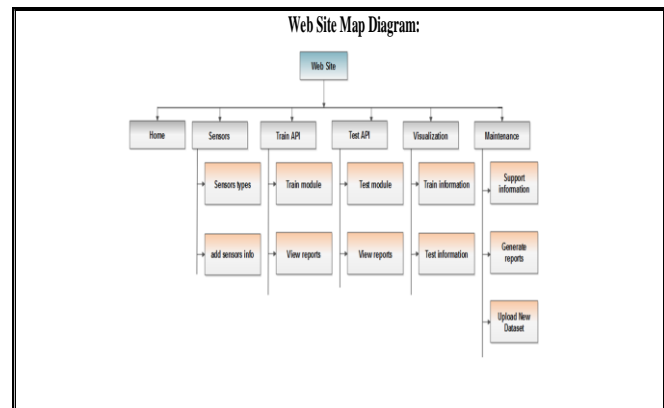 Web Site Map Diagram:
Web Site
Home
Sensors
Train API
Test API
Visualization
Maintenance
Sensors types
Train module
Test module
Train information
Support
information
add sensors info
View reports
View reports
Test information
Generate
reports
Upload New
Dataset